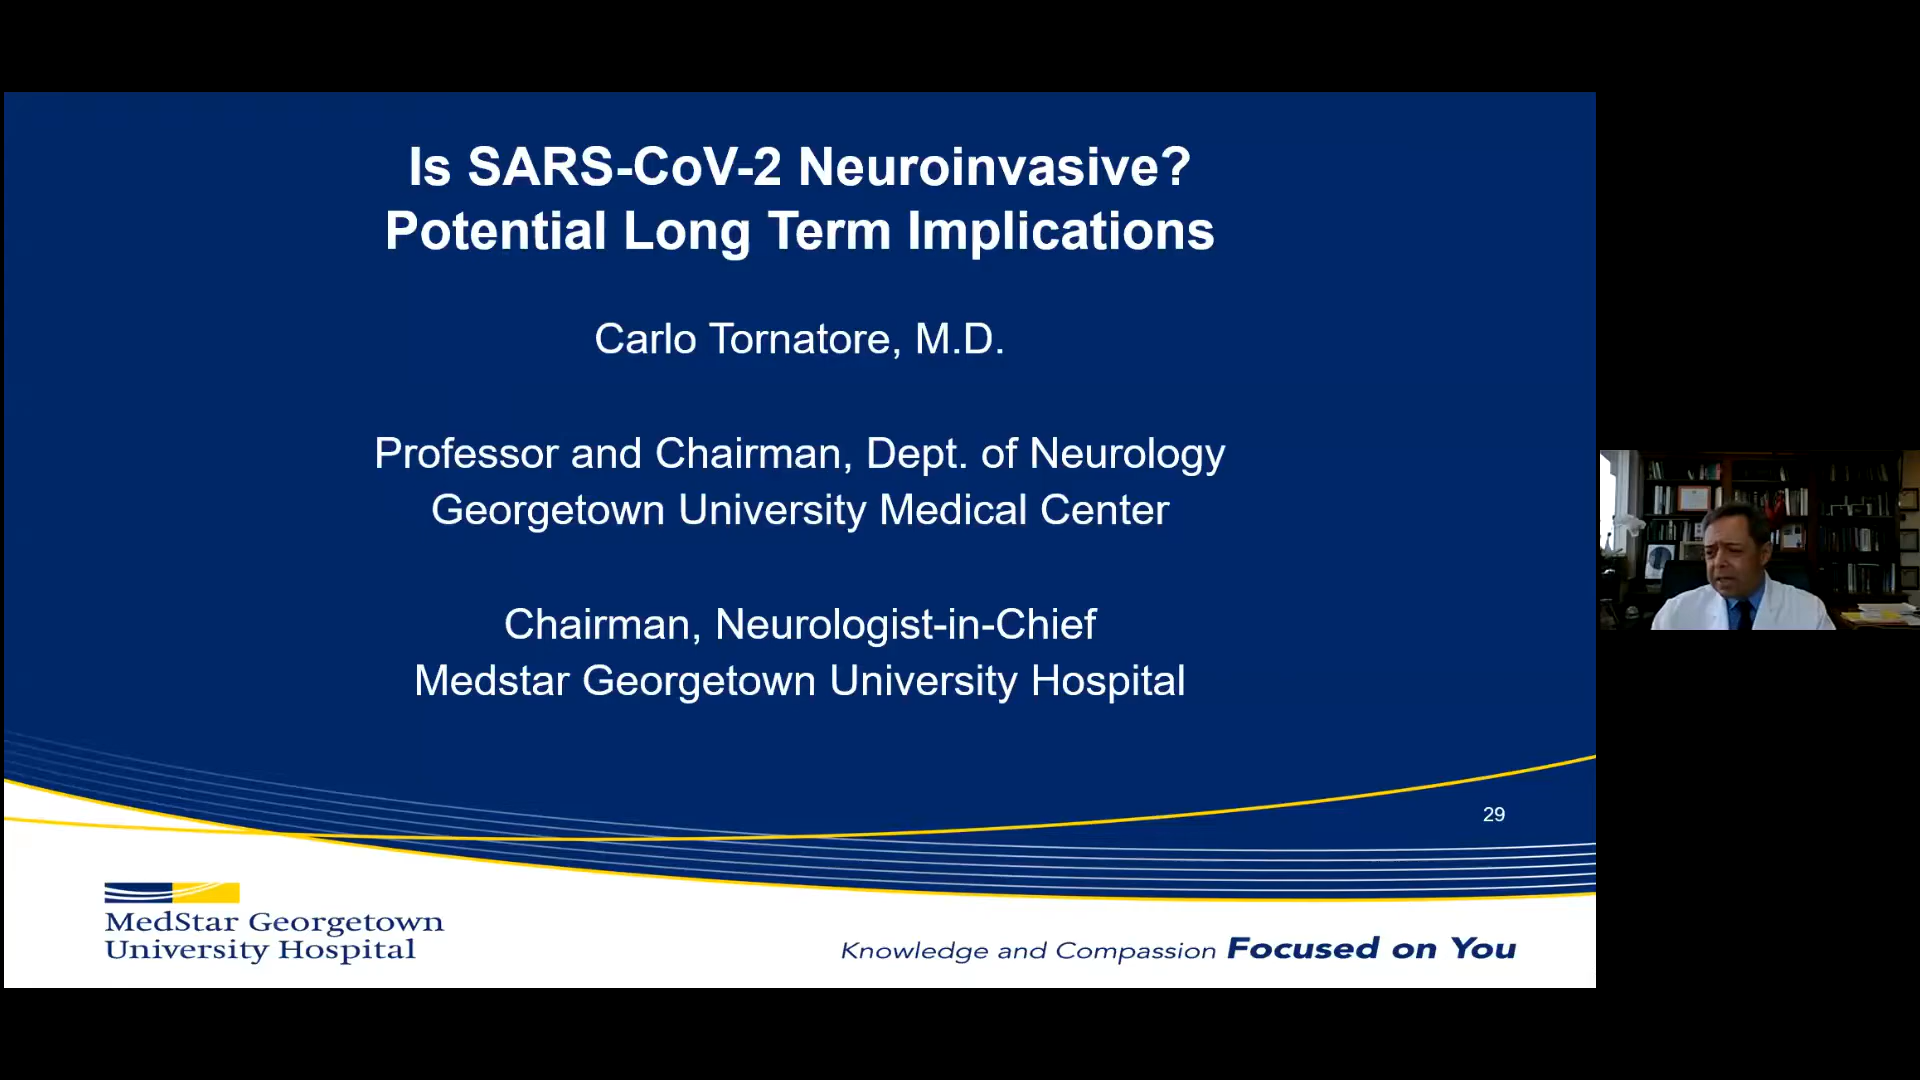 Is SARS-CoV-2 Neuroinvasive?
Potential Long Term Implications
Carlo Tornatore, M.D.
Professor and Chairman, Dept. of Neurology
Georgetown University Medical Center
Chairman, Neurologist-in-Chief
Medstar Georgetown University Hospital
29
MedStar Georgetown
University Hospital
Knowledge and Compassion Focused on You